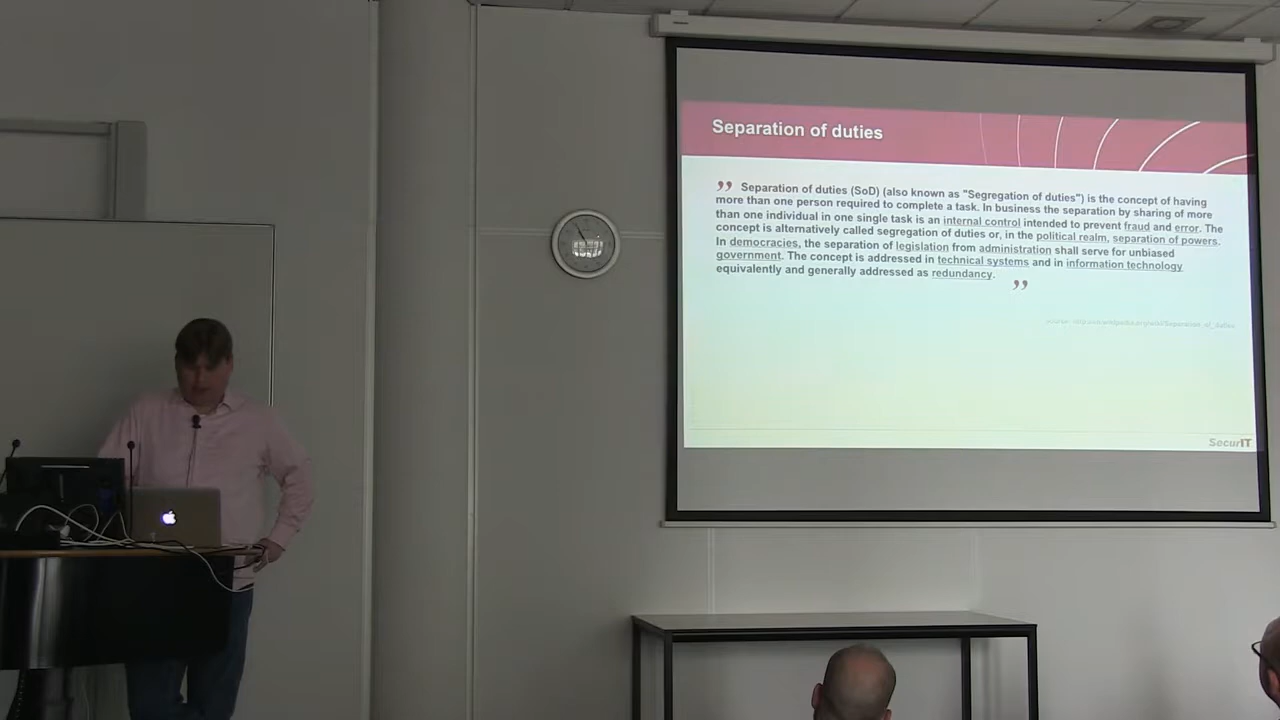 Separation of duties
" Separation of duties (SoD) (also known as "Segregation of duties") is the concept of having
more than one person required to complete a task. In business the separation by sharing of more
than one individual in one single task is an internal control intended to prevent fraud and error. The
concept is alternatively called segregation of duties or, in the political realm, separation of powers.
In democracies, the separation of legislation from administration shall serve for unbiased
government. The concept is addressed in technical systems and in information technology
equivalently and generally addressed as redundancy.
"
SecurIT